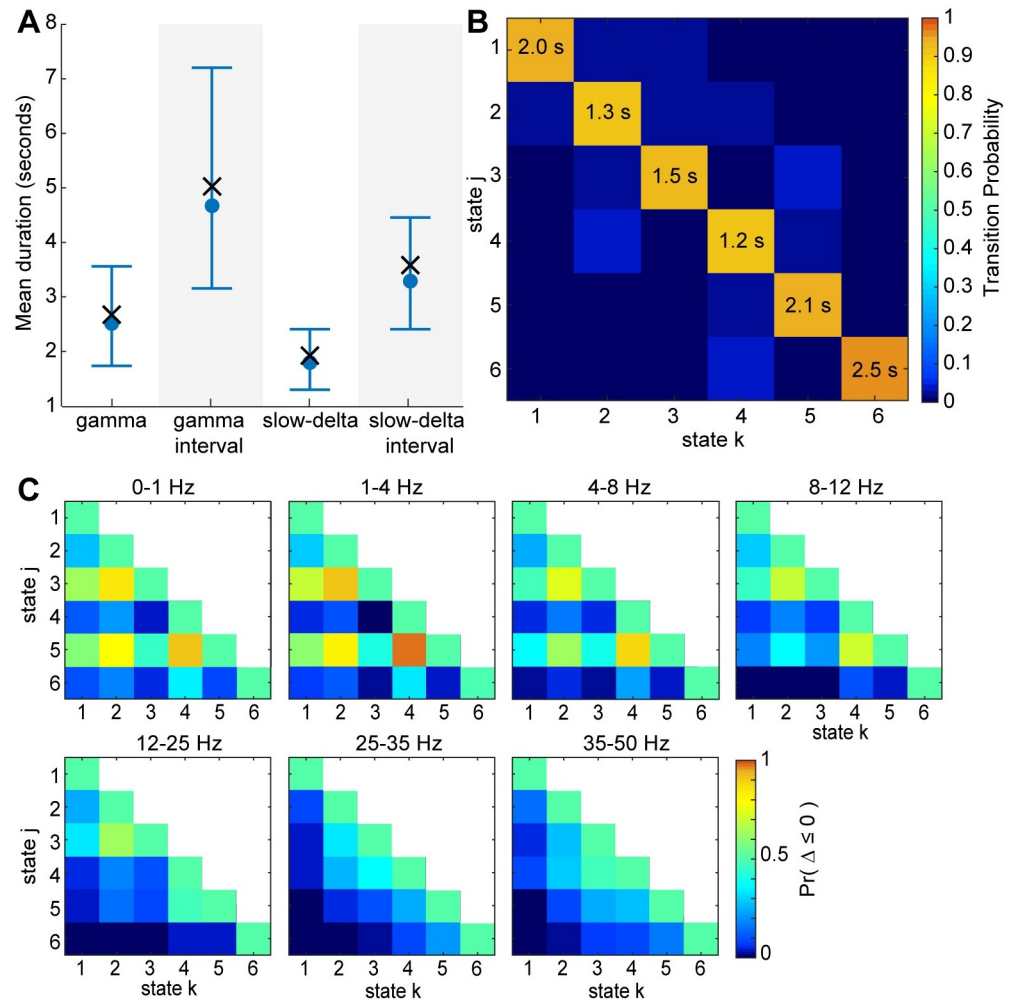 A
8
7
6
5
4
3
2
1
Mean duration (seconds)
gamma
gamma
interval
slow-delta
slow-delta
interval
B
1
2
3
4
5
6
state j
2.0 s
1.3 s
1.5 s
1.2 s
2.1 s
2.5 s
1 2 3 4 5 6
state k
1
0.9
0.8
0.7
0.6
0.5
0.4
0.3
0.2
0.1
0
Transition Probability
C
0-1 Hz
1
2
3
4
5
6
state j
1 2 3 4 5 6
1-4 Hz
1 2 3 4 5 6
4-8 Hz
1 2 3 4 5 6
8-12 Hz
1 2 3 4 5 6
state k
12-25 Hz
1
2
3
4
5
6
state j
1 2 3 4 5 6
state k
25-35 Hz
1 2 3 4 5 6
state k
35-50 Hz
1 2 3 4 5 6
state k
1
0.5
0
Pr( Δ ≤ 0 )